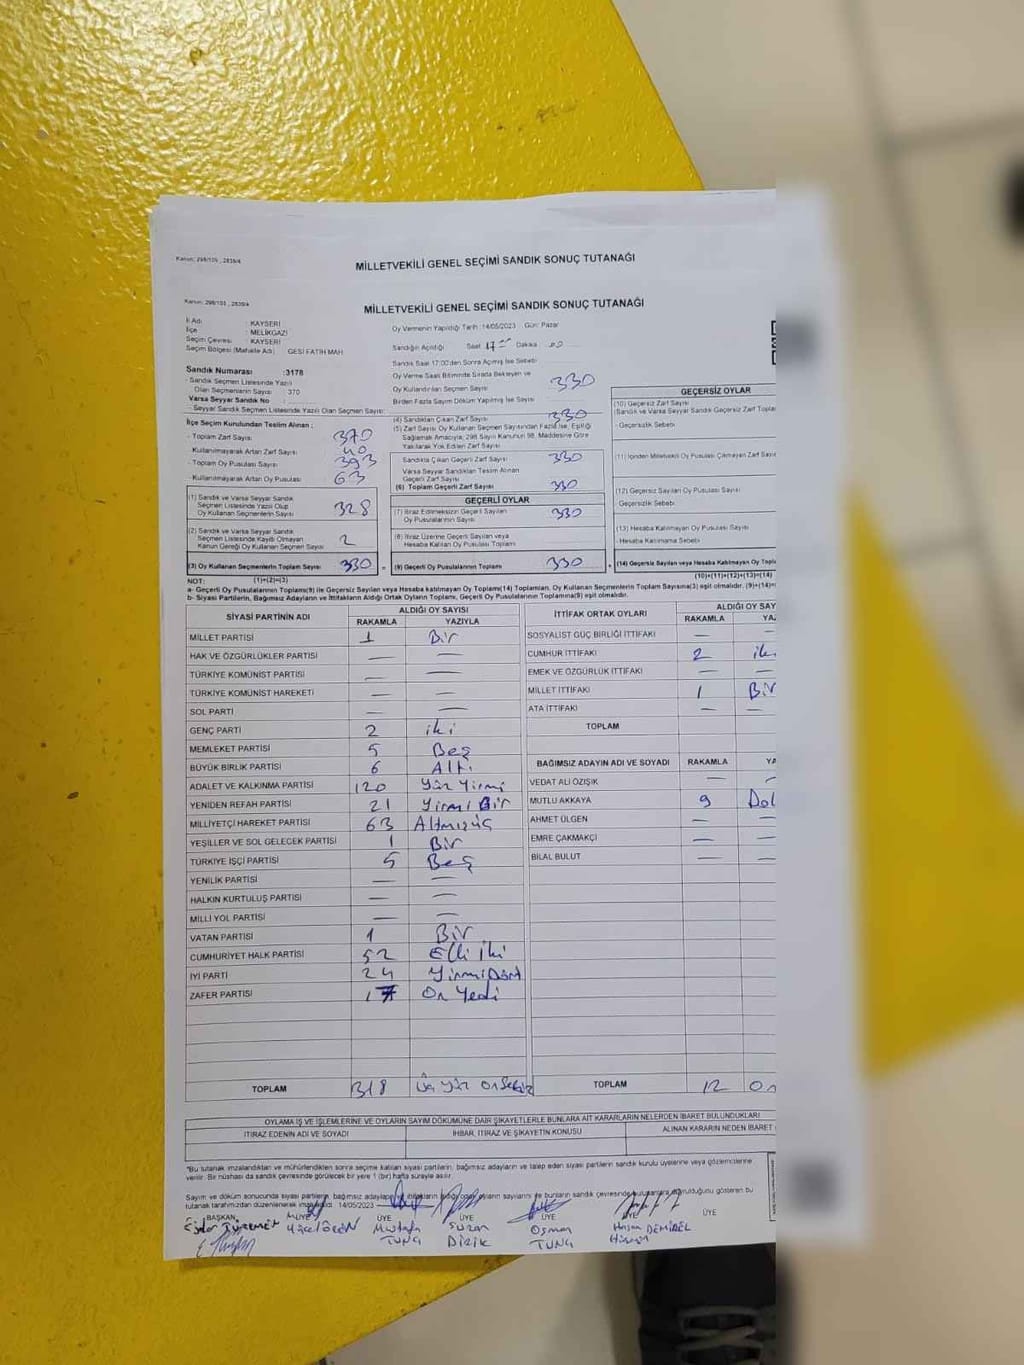 Kanun: 298/105 , 2839/4
MİLLETVEKİLİ GENEL SEÇİMİ SANDIK SONUÇ TUTANAĞI
Kanun: 298/105 , 2839/4
MİLLETVEKİLİ GENEL SEÇİMİ SANDIK SONUÇ TUTANAĞI
İl Adı : KAYSERİ
İlçe : MELİKGAZİ
Seçim Çevresi : KAYSERİ
Seçim Bölgesi (Mahalle Adı) GESİ FATİH MAH
Oy Vermenin Yapıldığı Tarih :14/05/2023 Gün: Pazar
Sandığın Açıldığı Saat 17 Dakika 00
Sandık Saat 17:00'den Sonra Açılmış İse Sebebi
Sandık Numarası :3178
- Sandık Seçmen Listesinde Yazılı
Olan Seçmenlerin Sayısı : 370
Varsa Seyyar Sandık No :
- Seyyar Sandık Seçmen Listesinde Yazılı Olan Seçmen Sayısı:
Oy Verme Saati Bitiminde Sırada Bekleyen ve
Oy Kullandırılan Seçmen Sayısı 330
Birden Fazla Sayım Döküm Yapılmış İse Sayısı
İlçe Seçim Kurulundan Teslim Alınan ;
- Toplam Zarf Sayısı: 370
- Kullanılmayarak Artan Zarf Sayısı 40
- Toplam Oy Pusulası Sayısı 393
- Kullanılmayarak Artan Oy Pusulası 63
(1) Sandık ve Varsa Seyyar Sandık
Seçmen Listesinde Yazılı Olup
Oy Kullanan Seçmenlerin Sayısı 328
(2) Sandık ve Varsa Seyyar Sandık
Seçmen Listesinde Kayıtlı Olmayan
Kanun Gereği Oy Kullanan Seçmen Sayısı 2
(3) Oy Kullanan Seçmenlerin Toplam Sayısı 330 =
(4) Sandıktan Çıkan Zarf Sayısı 330
(5) Zarf Sayısı Oy Kullanan Seçmen Sayısından Fazla İse, Eşitliği
Sağlamak Amacıyla; 298 Sayılı Kanunun 98. Maddesine Göre
Yakılarak Yok Edilen Zarf Sayısı
Sandıkta Çıkan Geçerli Zarf Sayısı 330
Varsa Seyyar Sandıktan Teslim Alınan
Geçerli Zarf Sayısı
(6) Toplam Geçerli Zarf Sayısı 330
GEÇERLİ OYLAR
(7) İtiraz Edilmeksizin Geçerli Sayılan
Oy Pusulalarının Sayısı 330
(8) İtiraz Üzerine Geçerli Sayılan veya
Hesaba Katılan Oy Pusulası Toplamı
(9) Geçerli Oy Pusulalarının Toplamı 330 +
GEÇERSİZ OYLAR
(10) Geçersiz Zarf Sayısı
(Sandık ve Varsa Seyyar Sandık Geçersiz Zarf Topla
-Geçersizlik Sebebi
(11) İçinden Milletvekili Oy Pusulası Çıkmayan Zarf
(12) Geçersiz Sayılan Oy Pusulası Sayısı
-Geçersizlik Sebebi
(13) Hesaba Katılmayan Oy Pusulası Sayısı
- Hesaba Katılmama Sebebi
(14) Geçersiz Sayılan veya Hesaba Katılmayan Oy
NOT: (1)+(2)=(3) (10)+(11)+(12)+(13)=(14)
a- Geçerli Oy Pusulalarının Toplamı(9) ile Geçersiz Sayılan veya Hesaba katılmayan Oy Toplamı(14) Toplamları, Oy Kullanan Seçmenlerin Toplam Sayısına(3) eşit olmalıdır. (9)+(14)=
b- Siyasi Partilerin, Bağımsız Adayların ve İttifakların Aldığı Ortak Oyların Toplamı, Geçerli Oy Pusulalarının Toplamına(9) eşit olmalıdır.
SİYASİ PARTİNİN ADI ALDIĞI OY SAYISI
RAKAMLA YAZIYLA
MİLLET PARTİSİ 1 Bir
HAK VE ÖZGÜRLÜKLER PARTİSİ — —
TÜRKİYE KOMÜNİST PARTİSİ — —
TÜRKİYE KOMÜNİST HAREKETİ — —
SOL PARTİ — —
GENÇ PARTİ 2 iki
MEMLEKET PARTİSİ 5 Beş
BÜYÜK BİRLİK PARTİSİ 6 Altı
ADALET VE KALKINMA PARTİSİ 120 Yüz Yirmi
YENİDEN REFAH PARTİSİ 21 Yirmi Bir
MİLLİYETÇİ HAREKET PARTİSİ 63 Altmışüç
YEŞİLLER VE SOL GELECEK PARTİSİ 1 Bir
TÜRKİYE İŞÇİ PARTİSİ 5 Beş
YENİLİK PARTİSİ — —
HALKIN KURTULUŞ PARTİSİ — —
MİLLİ YOL PARTİSİ — —
VATAN PARTİSİ 1 Bir
CUMHURİYET HALK PARTİSİ 52 Elli iki
İYİ PARTİ 24 Yirmi Dört
ZAFER PARTİSİ 17 On Yedi
TOPLAM 318 Üç Yüz On Sekiz
İTTİFAK ORTAK OYLARI ALDIĞI OY SAY
RAKAMLA YAZ
SOSYALİST GÜÇ BİRLİĞİ İTTİFAKI — —
CUMHUR İTTİFAKI 2 iki
EMEK VE ÖZGÜRLÜK İTTİFAKI — —
MİLLET İTTİFAKI 1 Bir
ATA İTTİFAKI — —
TOPLAM
BAĞIMSIZ ADAYIN ADI VE SOYADI RAKAMLA YA
VEDAT ALİ ÖZIŞIK — —
MUTLU AKKAYA 9 Dok
AHMET ÜLGEN — —
EMRE ÇAKMAKÇI — —
BİLAL BULUT — —
TOPLAM 12 On
OYLAMA İŞ VE İŞLEMLERİNE VE OYLARIN SAYIM DÖKÜMÜNE DAİR ŞİKAYETLERLE BUNLARA AİT KARARLARIN NELERDEN İBARET BULUNDUKLARI
İTİRAZ EDENİN ADI VE SOYADI İHBAR, İTİRAZ VE ŞİKAYETİN KONUSU ALINAN KARARIN NEDEN İBARET
*Bu tutanak imzalandıktan ve mühürlendikten sonra seçime katılan siyasi partilerin, bağımsız adayların ve talep eden siyasi partilerin sandık kurulu üyelerine veya gözlemcilerine
verilir. Bir nüshası da sandık çevresinde görülecek bir yere 1 (bir) hafta süreyle asılır.
Sayım ve döküm sonucunda siyasi partilerin, bağımsız adayların, ittifakların aldığı oyların sayılarını ile bunların sandık çevresinde doğrulduğunu gösteren bu
tutanak tarafımızdan düzenlenerek 14/05/2023
BAŞKAN ÜYE ÜYE ÜYE ÜYE ÜYE
Mustafa Suzan Osman Hasan DEMİREL
TUNÇ DİRİK TUNÇ